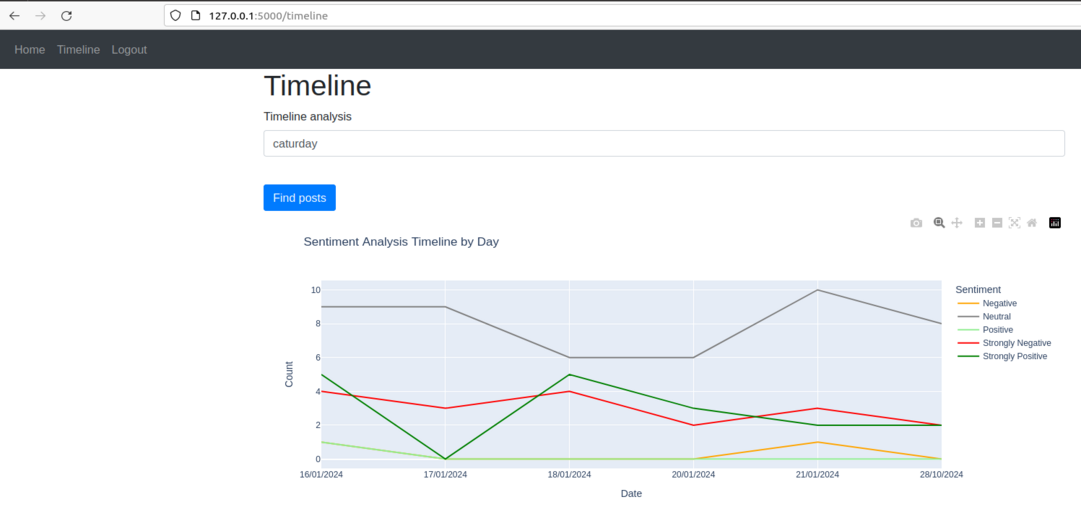 127.0.0.1:5000/timeline
Home Timeline Logout
Timeline
Timeline analysis
caturday
Find posts
Sentiment Analysis Timeline by Day
Sentiment
Negative
Neutral
Positive
Strongly Negative
Strongly Positive
Count
10
8
6
4
2
0
16/01/2024 17/01/2024 18/01/2024 20/01/2024 21/01/2024 28/10/2024
Date